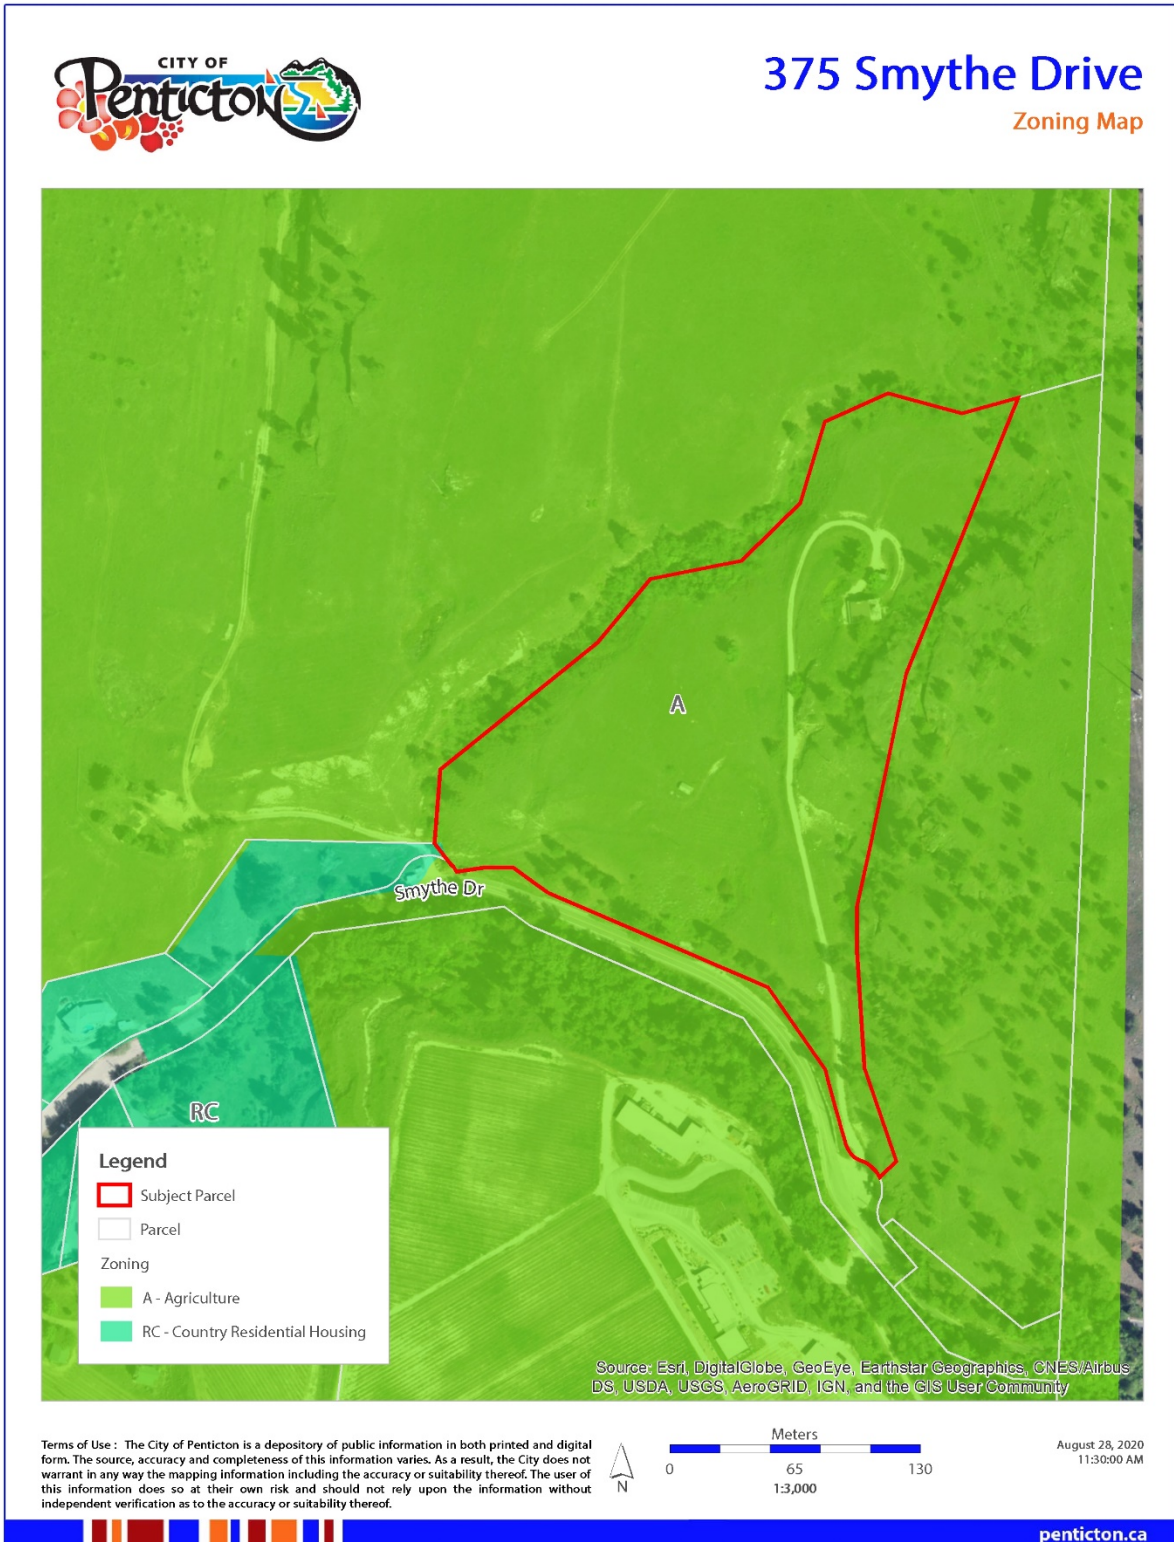 CITY OF
Penticton
375 Smythe Drive
Zoning Map
A
Smythe Dr
RC
Legend
Subject Parcel
Parcel
Zoning
A - Agriculture
RC - Country Residential Housing
Source: Esri, DigitalGlobe, GeoEye, Earthstar Geographics, CNES/Airbus
DS, USDA, USGS, AeroGRID, IGN, and the GIS User Community
Terms of Use : The City of Penticton is a depository of public information in both printed and digital
form. The source, accuracy and completeness of this information varies. As a result, the City does not
warrant in any way the mapping information including the accuracy or suitability thereof. The user of
this information does so at their own risk and should not rely upon the information without
independent verification as to the accuracy or suitability thereof.
N
Meters
0 65 130
1:3,000
August 28, 2020
11:30:00 AM
penticton.ca